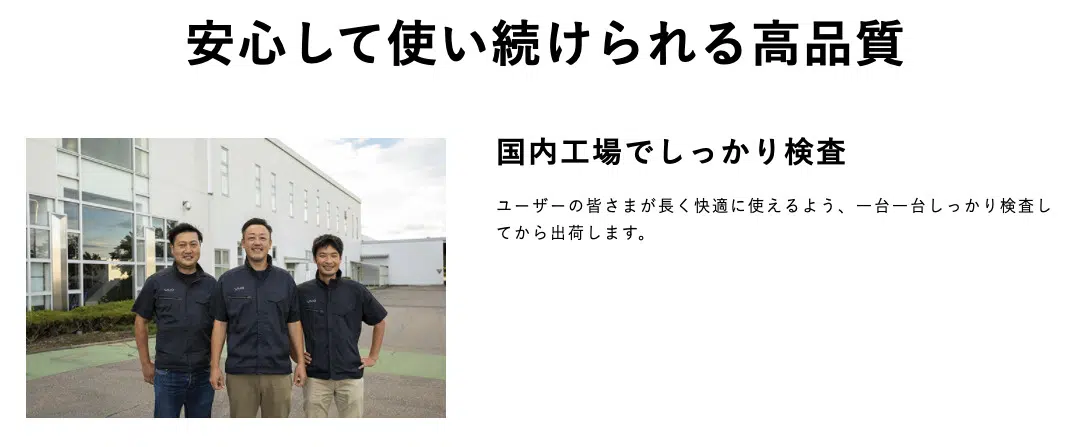 安心して使い続けられる高品質
国内工場でしっかり検査
ユーザーの皆さまが長く快適に使えるよう、一台一台しっかり検査し
てから出荷します。